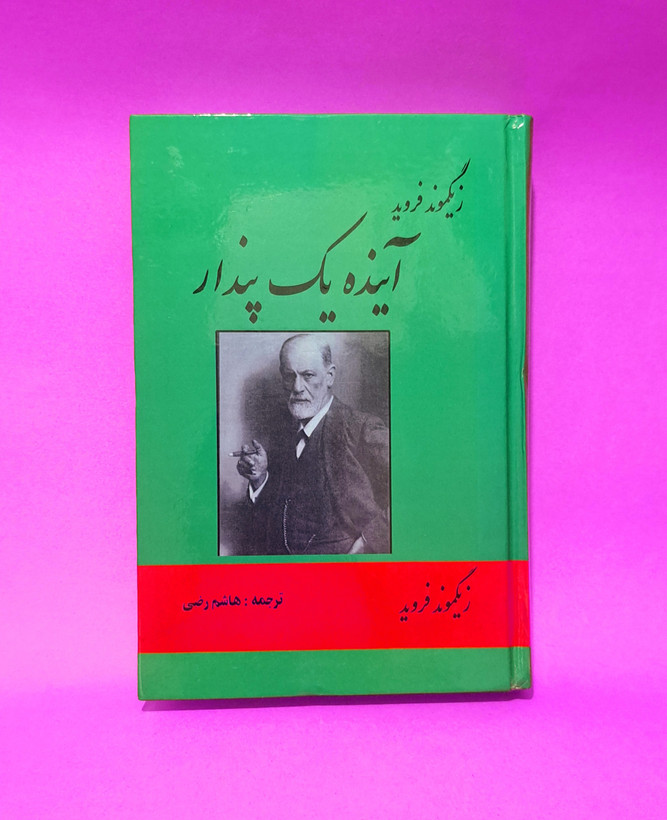 زیگموند فروید
آینده یک پندار
زیگموند فروید
ترجمه : هاشم رضی